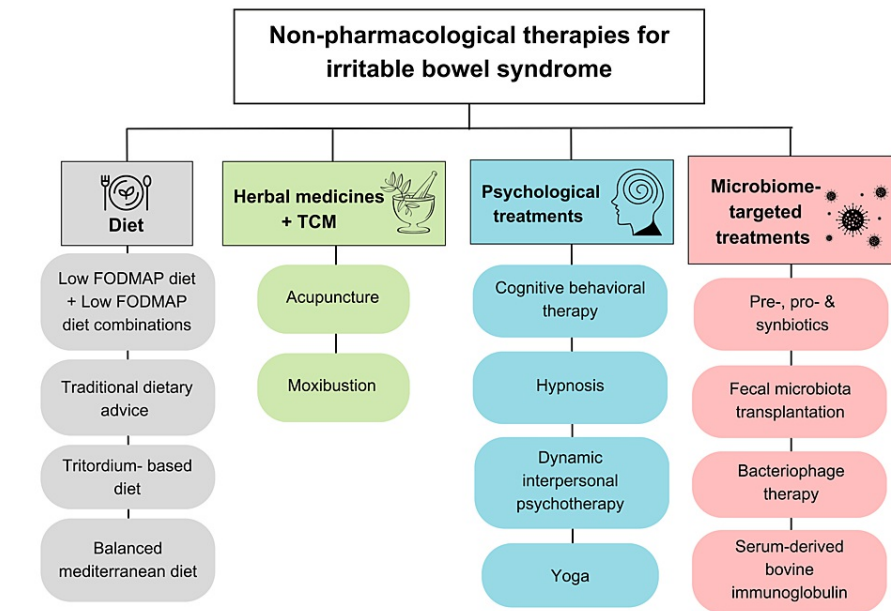 Non-pharmacological therapies for
irritable bowel syndrome
Diet
Low FODMAP diet
+ Low FODMAP
diet combinations
Traditional dietary
advice
Tritordium- based
diet
Balanced
mediterranean diet
Herbal medicines
+ TCM
Acupuncture
Moxibustion
Psychological
treatments
Cognitive behavioral
therapy
Hypnosis
Dynamic
interpersonal
psychotherapy
Yoga
Microbiome-
targeted
treatments
Pre-, pro- &
synbiotics
Fecal microbiota
transplantation
Bacteriophage
therapy
Serum-derived
bovine
immunoglobulin